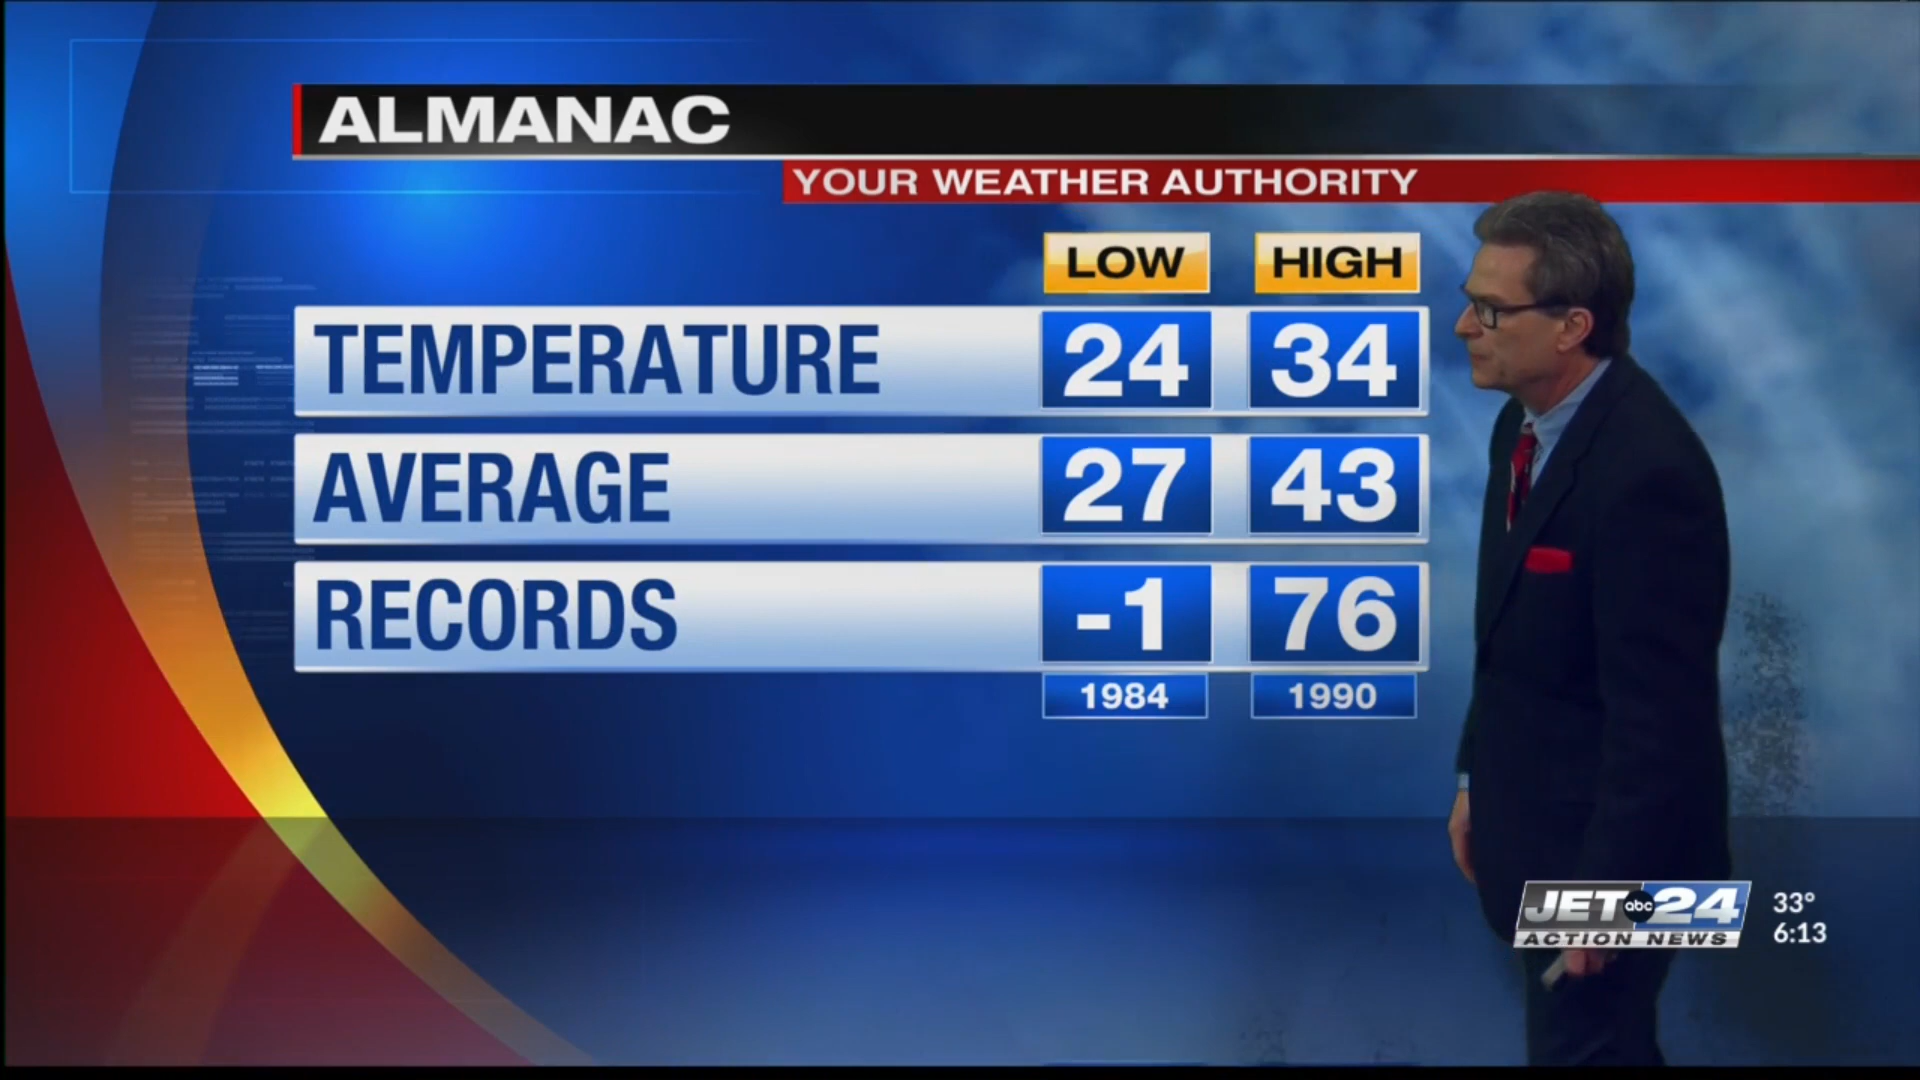 ALMANAC
YOUR WEATHER AUTHORITY
LOW HIGH
TEMPERATURE 24 34
AVERAGE 27 43
RECORDS -1 76
1984 1990
JET abc 24 33°
ACTION NEWS 6:13